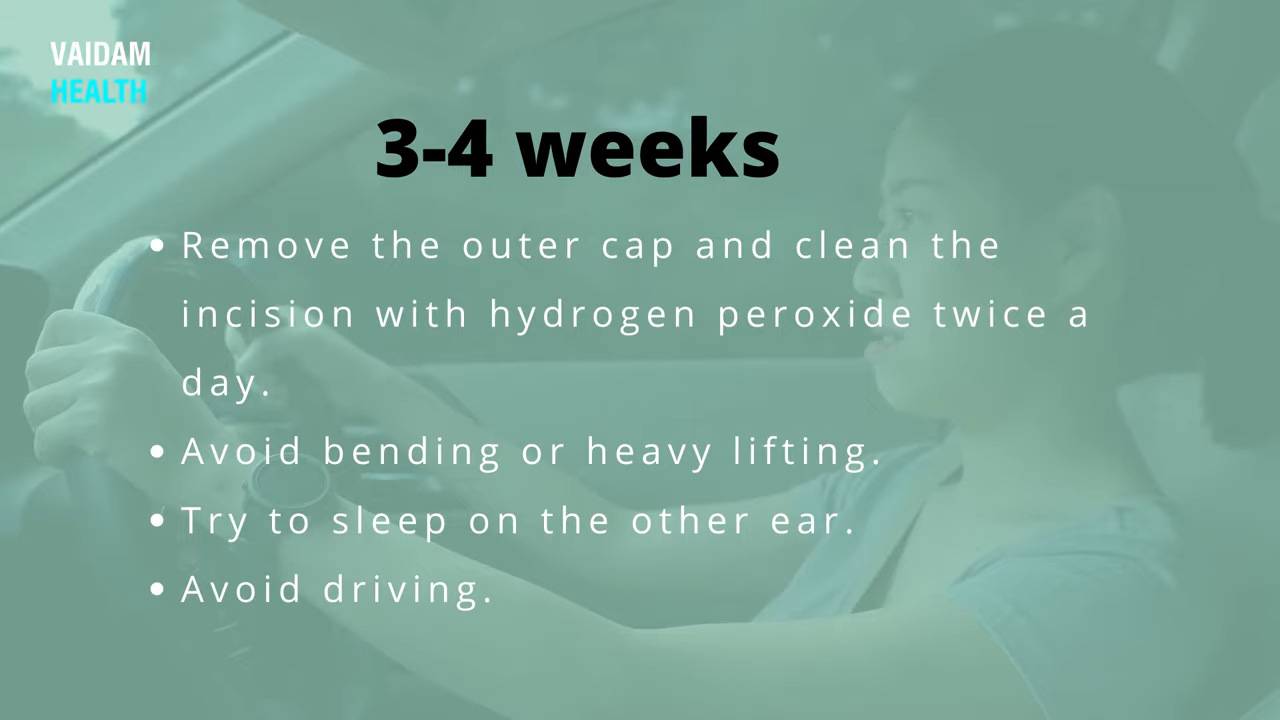 VAIDAM
HEALTH
3-4 weeks
• Remove the outer cap and clean the
incision with hydrogen peroxide twice a
day.
• Avoid bending or heavy lifting.
• Try to sleep on the other ear.
• Avoid driving.